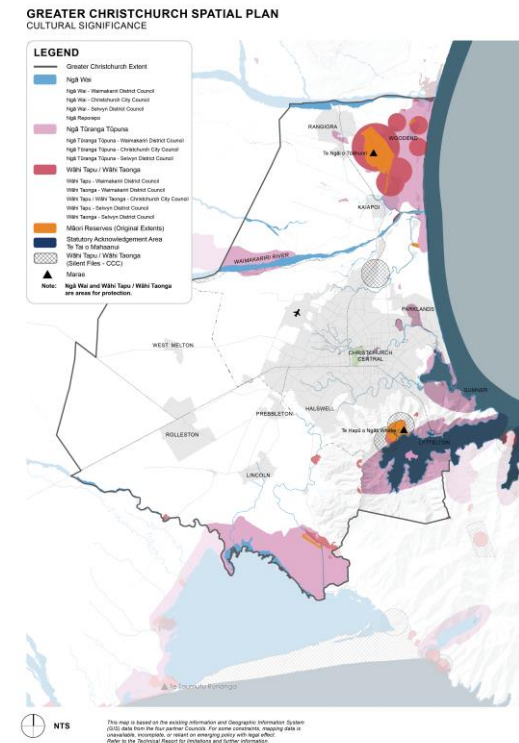 GREATER CHRISTCHURCH SPATIAL PLAN
CULTURAL SIGNIFICANCE
LEGEND
Greater Christchurch Extent
Ngā Wai
Ngā Wai - Waimakariri District Council
Ngā Wai - Christchurch City Council
Ngā Wai - Selwyn District Council
Ngā Reporepo
Ngā Tūranga Tūpuna
Ngā Tūranga Tūpuna - Waimakariri District Council
Ngā Tūranga Tūpuna - Christchurch City Council
Ngā Tūranga Tūpuna - Selwyn District Council
Wāhi Tapu / Wāhi Taonga
Wāhi Tapu - Waimakariri District Council
Wāhi Taonga - Waimakariri District Council
Wāhi Tapu / Wāhi Taonga - Christchurch City Council
Wāhi Tapu - Selwyn District Council
Wāhi Taonga - Selwyn District Council
Māori Reserves (Original Extents)
Statutory Acknowledgement Area
Te Tai o Mahaanui
Wāhi Tapu / Wāhi Taonga
(Silent Files - CCC)
Marae
Note: Ngā Wai and Wāhi Tapu / Wāhi Taonga
are areas for protection.
RANGIORA
WOODEND
Te Ngāi o Tūāhuriri
KAIAPOI
WAIMAKARIRI RIVER
PARKLANDS
WEST MELTON
CHRISTCHURCH
CENTRAL
SUMNER
HALSWELL
PREBBLETON
Te Hapū o Ngāti Wheke
LYTTELTON
ROLLESTON
LINCOLN
Te Taumutu Rūnanga
NTS
This map is based on the existing information and Geographic Information System
(GIS) data from the four partner Councils. For some constraints, mapping data is
unavailable, incomplete, or reliant on emerging policy with legal effect.
Refer to the Technical Report for limitations and further information.